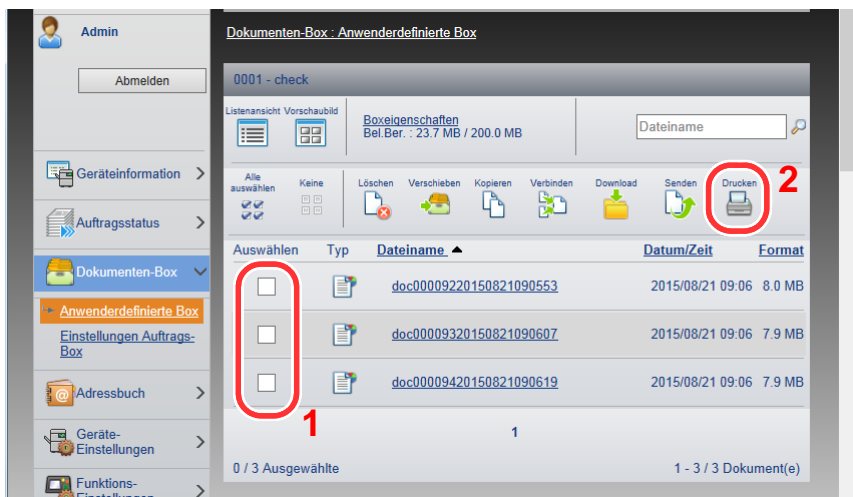 Admin
Abmelden
Geräteinformation
Auftragsstatus
Dokumenten-Box
Anwenderdefinierte Box
Einstellungen Auftrags-
Box
Adressbuch
Geräte-
Einstellungen
Funktions-
Einstellungen
Dokumenten-Box : Anwenderdefinierte Box
0001 - check
Listenansicht Vorschaubild
Boxeigenschaften
Bel.Ber. : 23.7 MB / 200.0 MB
Dateiname
Alle
auswählen
Keine
Löschen
Verschieben
Kopieren
Verbinden
Download
Senden
Drucken
2
Auswählen Typ Dateiname Datum/Zeit Format
doc00009220150821090553 2015/08/21 09:06 8.0 MB
doc00009320150821090607 2015/08/21 09:06 7.9 MB
doc00009420150821090619 2015/08/21 09:06 7.9 MB
1
1
0 / 3 Ausgewählte 1 - 3 / 3 Dokument(e)